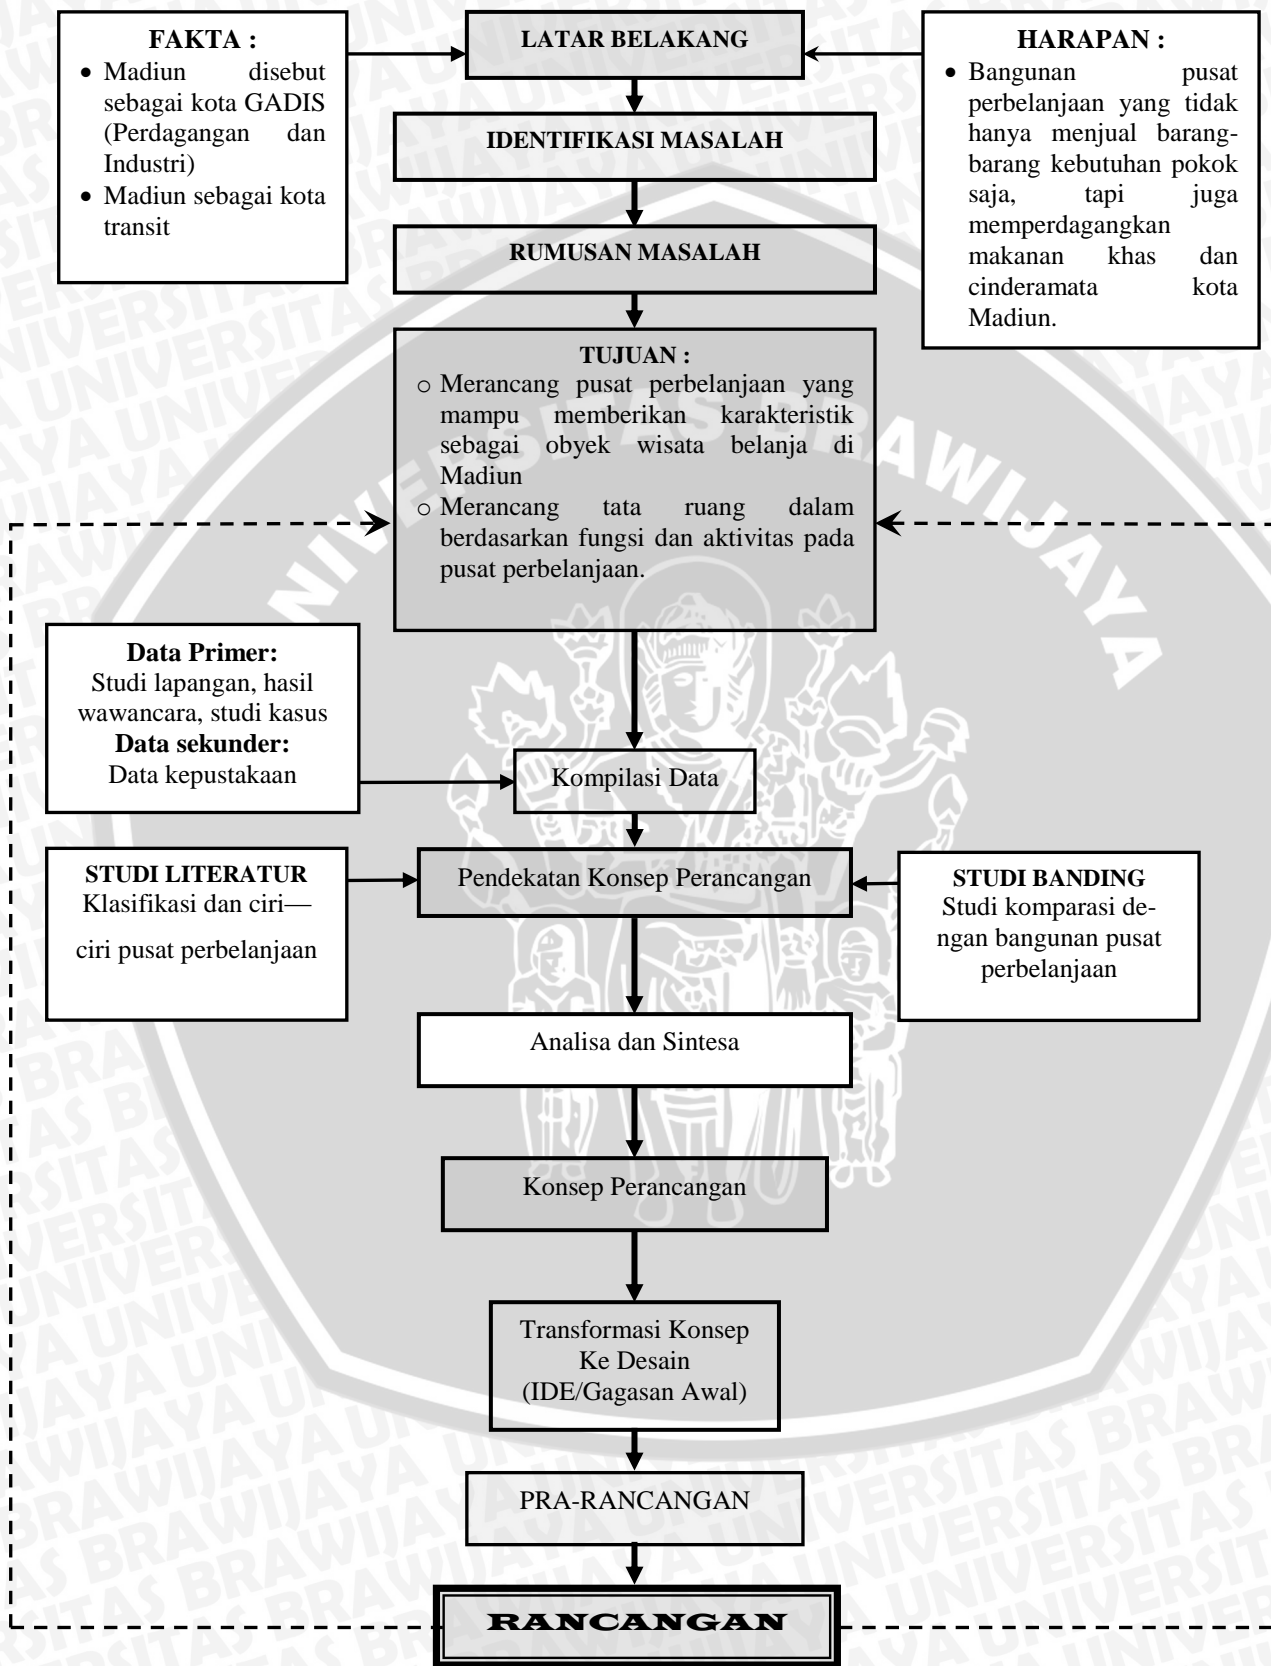 FAKTA :
• Madiun disebut
sebagai kota GADIS
(Perdagangan dan
Industri)
• Madiun sebagai kota
transit
LATAR BELAKANG
HARAPAN :
• Bangunan pusat
perbelanjaan yang tidak
hanya menjual barang-
barang kebutuhan pokok
saja, tapi juga
memperdagangkan
makanan khas dan
cinderamata kota
Madiun.
IDENTIFIKASI MASALAH
RUMUSAN MASALAH
TUJUAN :
o Merancang pusat perbelanjaan yang
mampu memberikan karakteristik
sebagai obyek wisata belanja di
Madiun
o Merancang tata ruang dalam
berdasarkan fungsi dan aktivitas pada
pusat perbelanjaan.
Data Primer:
Studi lapangan, hasil
wawancara, studi kasus
Data sekunder:
Data kepustakaan
Kompilasi Data
STUDI LITERATUR
Klasifikasi dan ciri—
ciri pusat perbelanjaan
Pendekatan Konsep Perancangan
STUDI BANDING
Studi komparasi de-
ngan bangunan pusat
perbelanjaan
Analisa dan Sintesa
Konsep Perancangan
Transformasi Konsep
Ke Desain
(IDE/Gagasan Awal)
PRA-RANCANGAN
RANCANGAN
UNIVERSITAS BRAWIJAYA